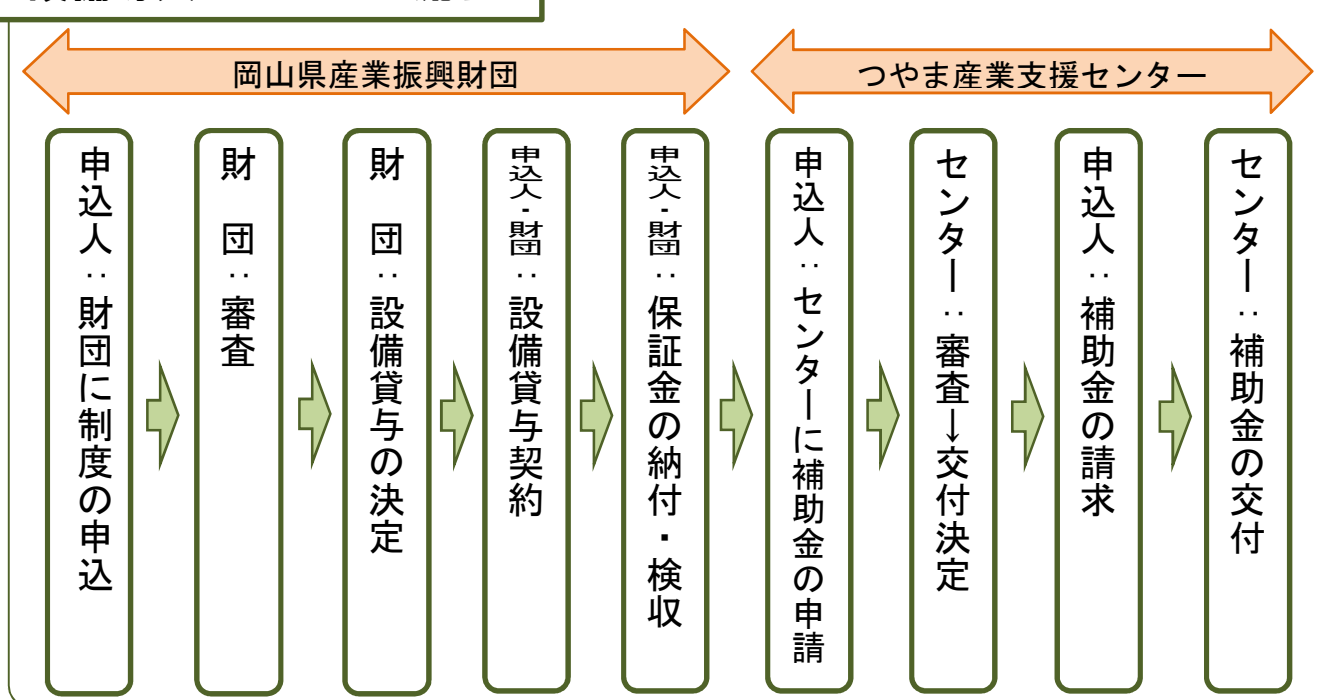 岡山県産業振興財団
つやま産業支援センター
申込人：財団に制度の申込
財　団：審査
財　団：設備貸与の決定
申込人・財団：設備貸与契約
申込人・財団：保証金の納付・検収
申込人：センターに補助金の申請
センター：審査→交付決定
申込人：補助金の請求
センター：補助金の交付